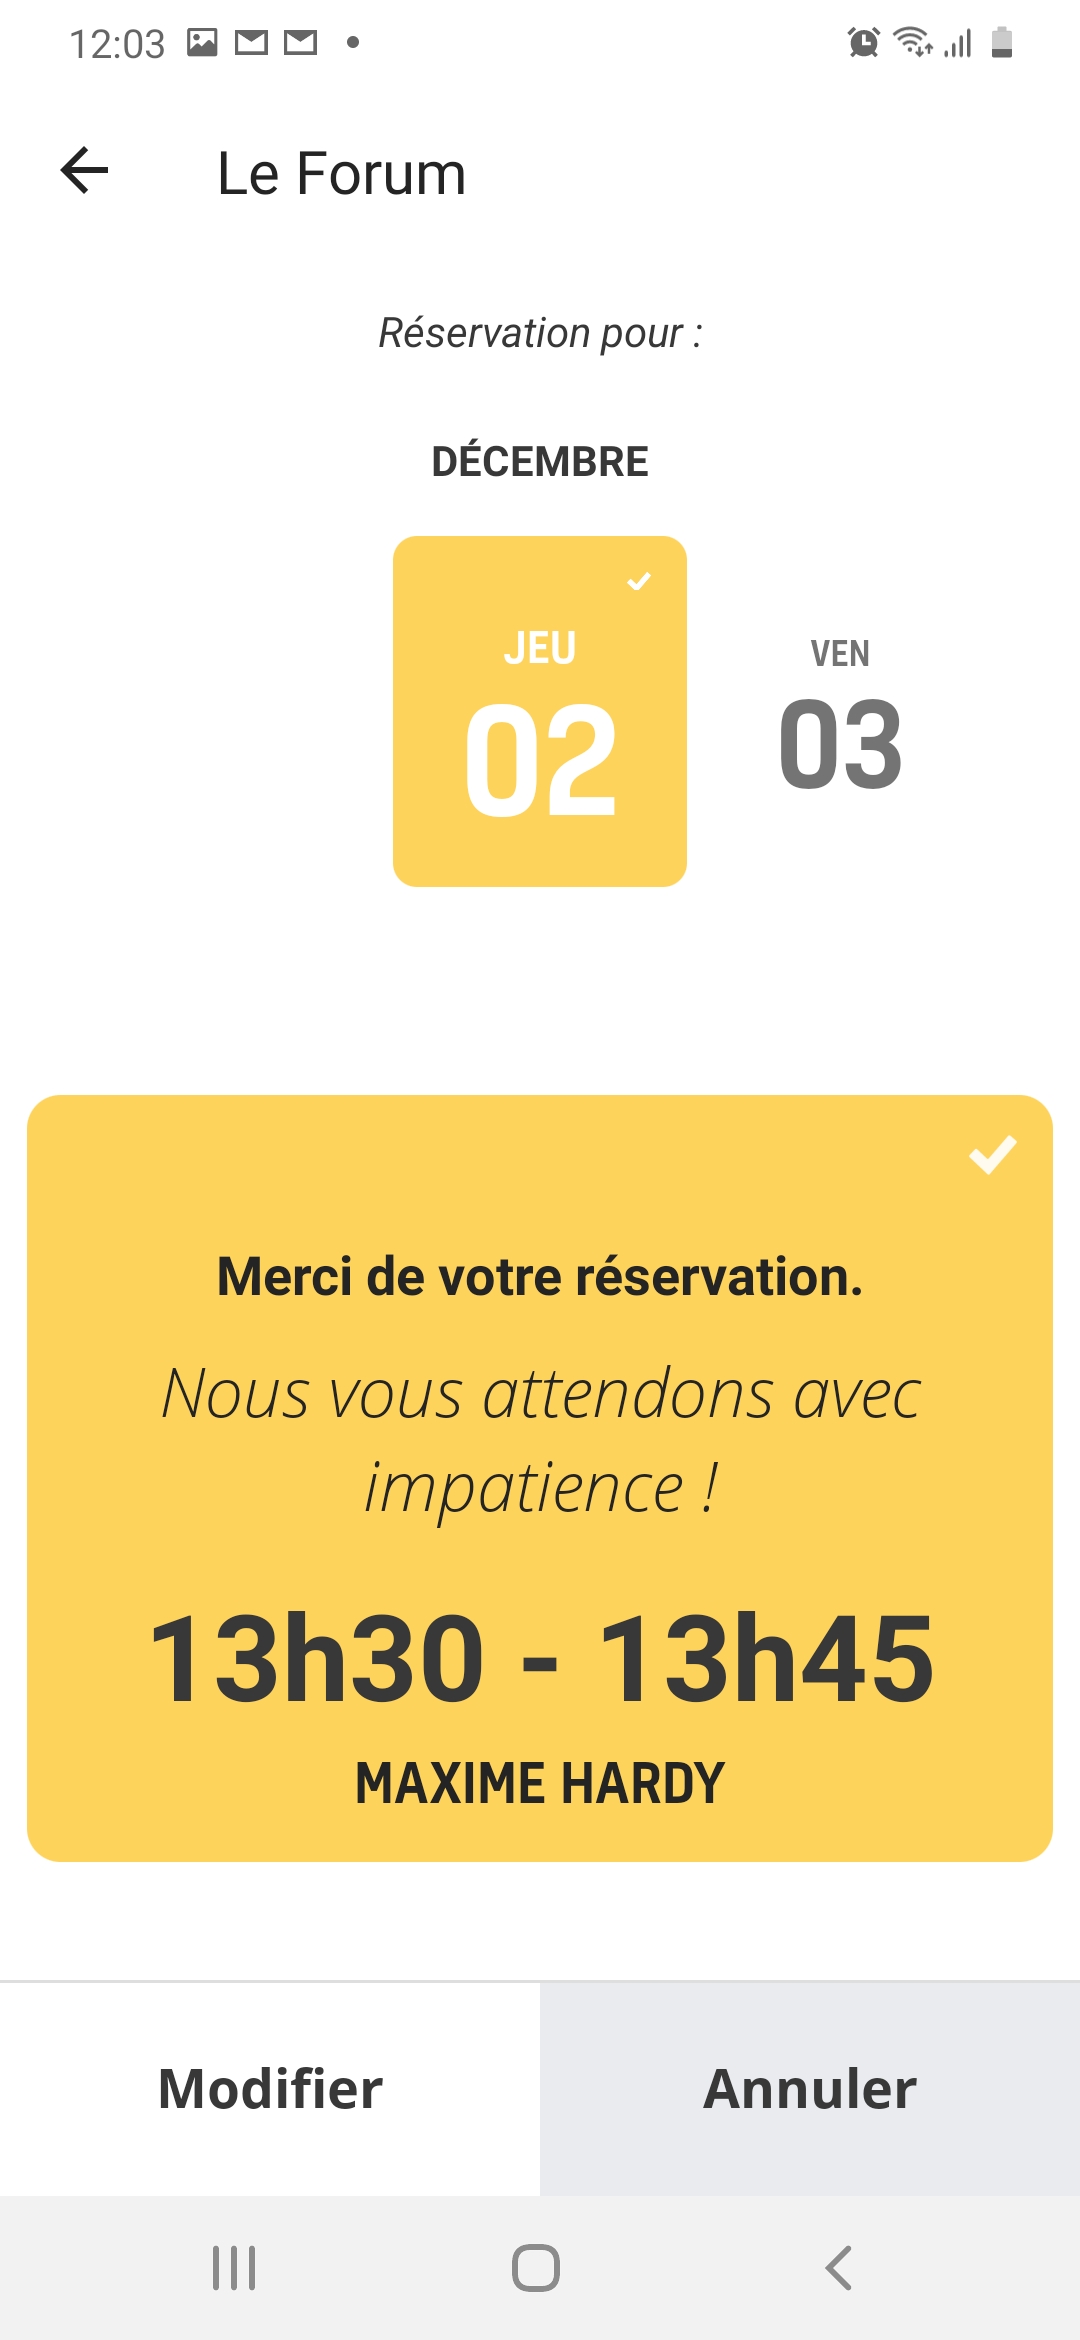 12:03
Le Forum
Réservation pour :
DÉCEMBRE
JEU
02
VEN
03
Merci de votre réservation.
Nous vous attendons avec
impatience !
13h30 - 13h45
MAXIME HARDY
Modifier
Annuler